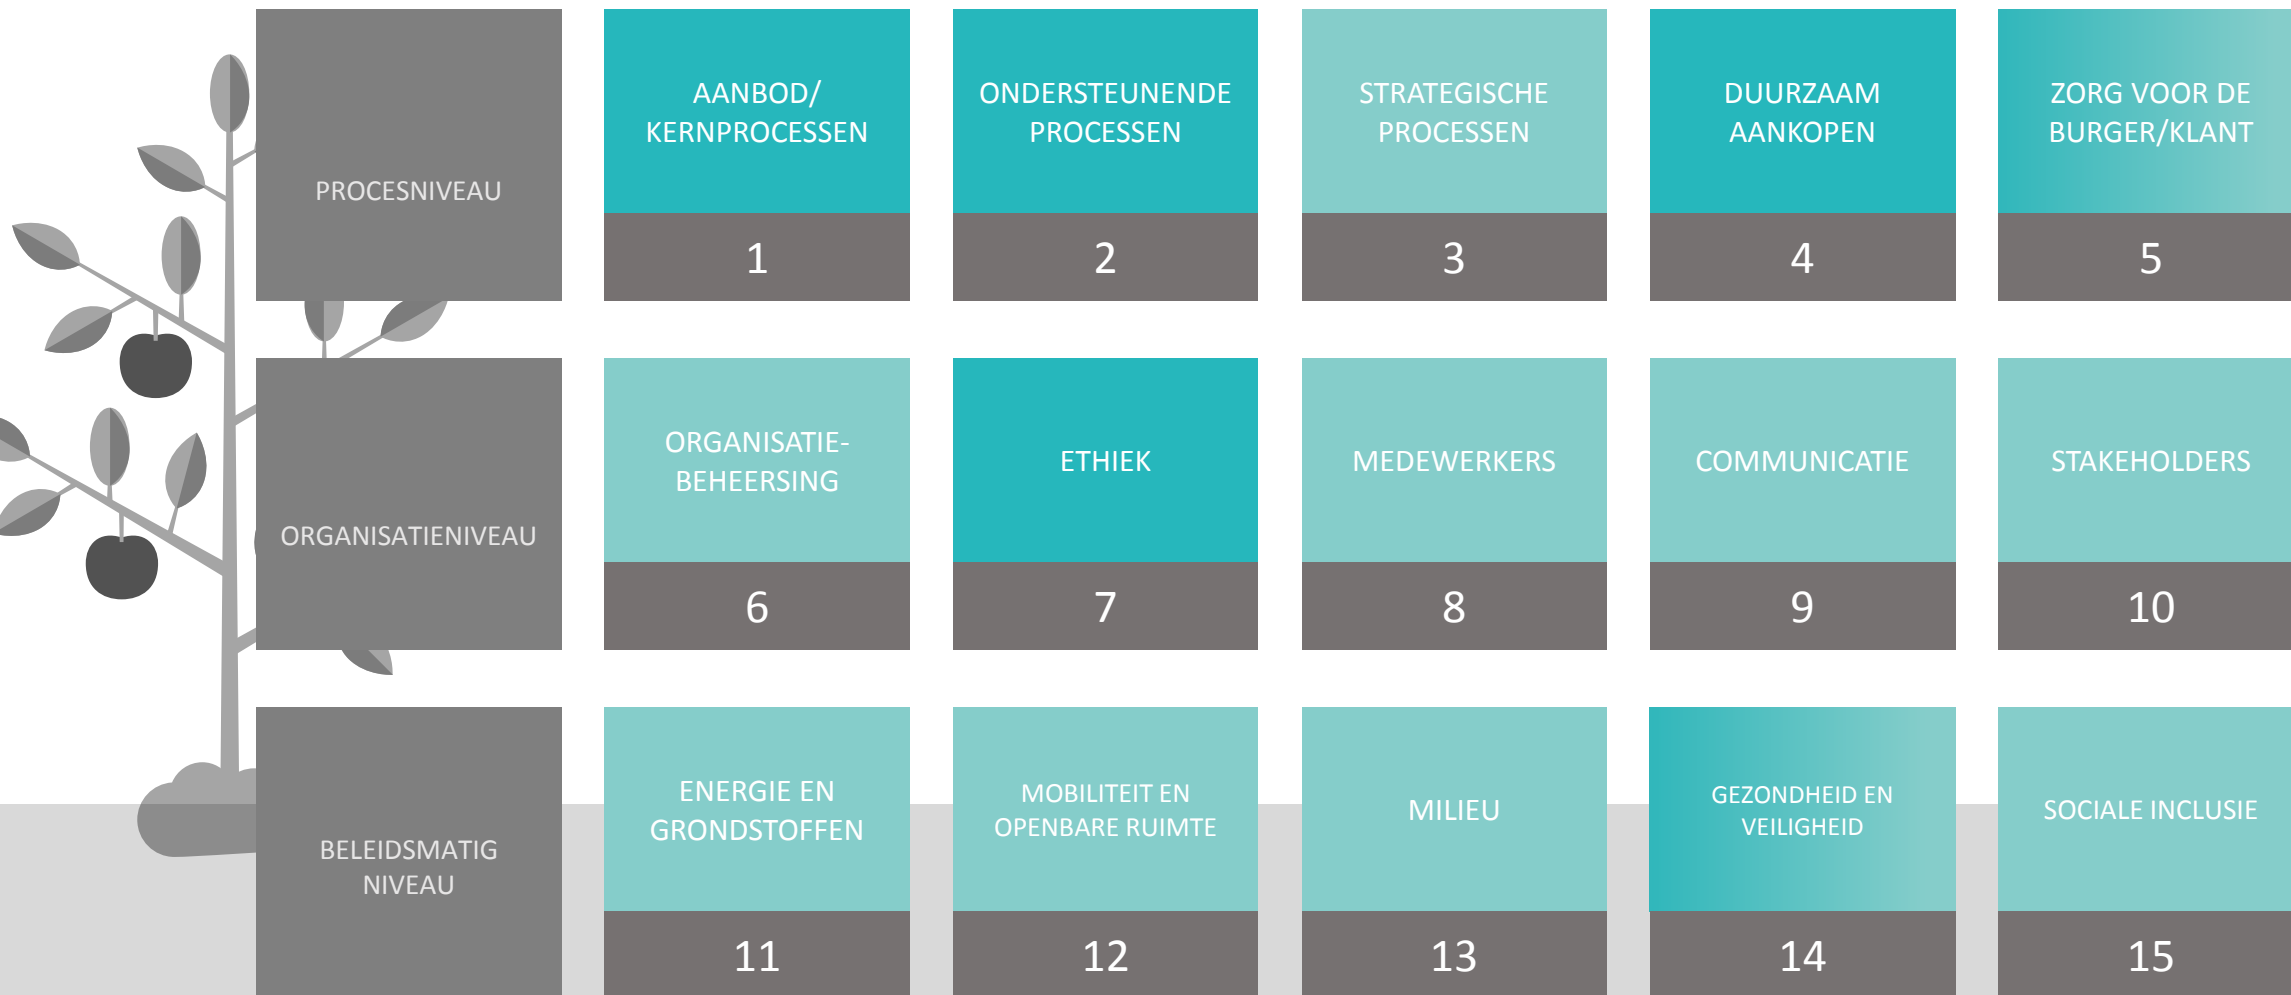 PROCESNIVEAU
AANBOD/
KERNPROCESSEN
1
ONDERSTEUNENDE
PROCESSEN
2
STRATEGISCHE
PROCESSEN
3
DUURZAAM
AANKOPEN
4
ZORG VOOR DE
BURGER/KLANT
5
ORGANISATIENIVEAU
ORGANISATIE-
BEHEERSING
6
ETHIEK
7
MEDEWERKERS
8
COMMUNICATIE
9
STAKEHOLDERS
10
BELEIDSMATIG
NIVEAU
ENERGIE EN
GRONDSTOFFEN
11
MOBILITEIT EN
OPENBARE RUIMTE
12
MILIEU
13
GEZONDHEID EN
VEILIGHEID
14
SOCIALE INCLUSIE
15